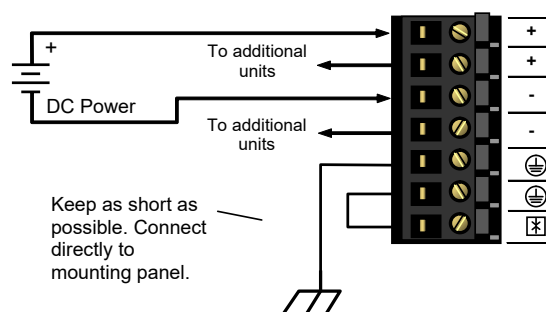 +
To additional
units
DC Power
To additional
units
Keep as short as
possible. Connect
directly to
mounting panel.
+
+
-
-